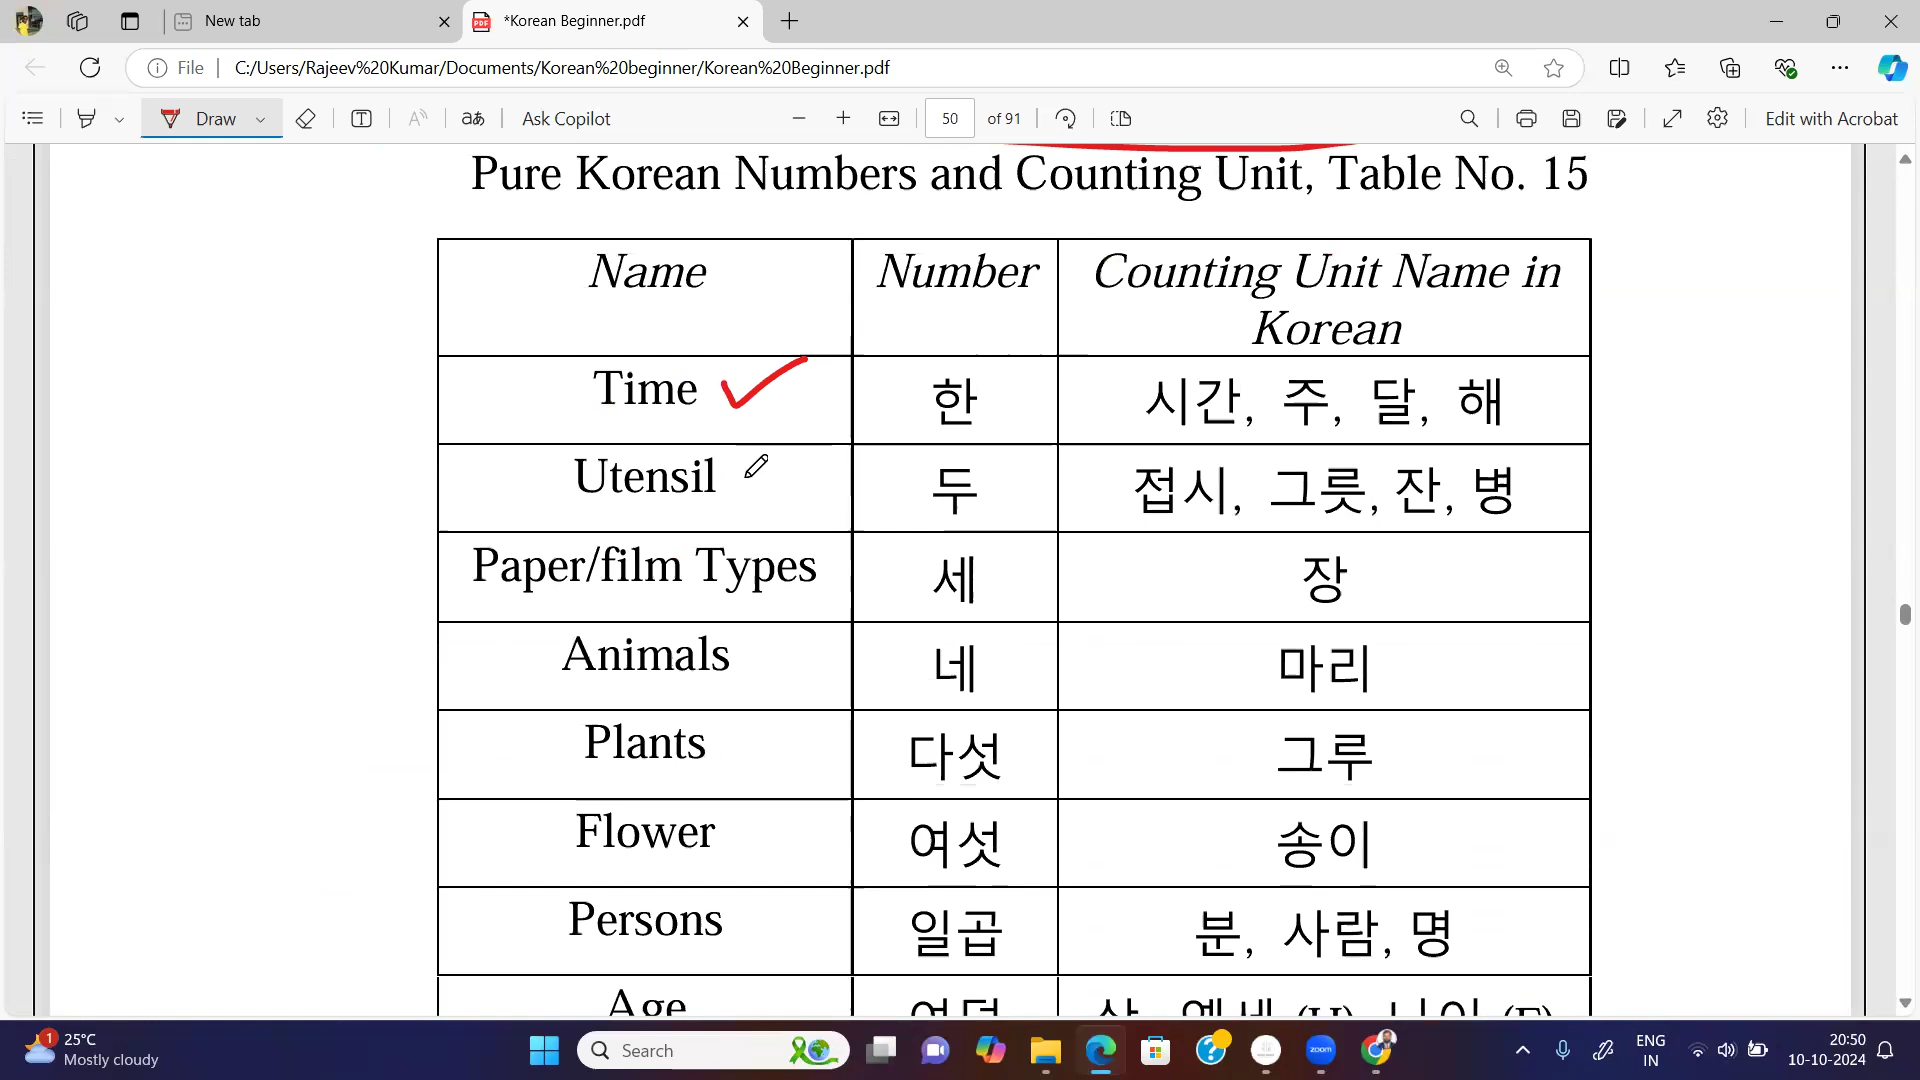 New tab
*Korean Beginner.pdf
File
C:/Users/Rajeev%20Kumar/Documents/Korean%20beginner/Korean%20Beginner.pdf
Draw
Ask Copilot
50 of 91
Edit with Acrobat
Pure Korean Numbers and Counting Unit, Table No. 15
Name Number Counting Unit Name in Korean
Time 한 시간, 주, 달, 해
Utensil 두 접시, 그릇, 잔, 병
Paper/film Types 세 장
Animals 네 마리
Plants 다섯 그루
Flower 여섯 송이
Persons 일곱 분, 사람, 명
Age
1
25°C
Mostly cloudy
Search
zoom
ENG
IN
20:50
10-10-2024